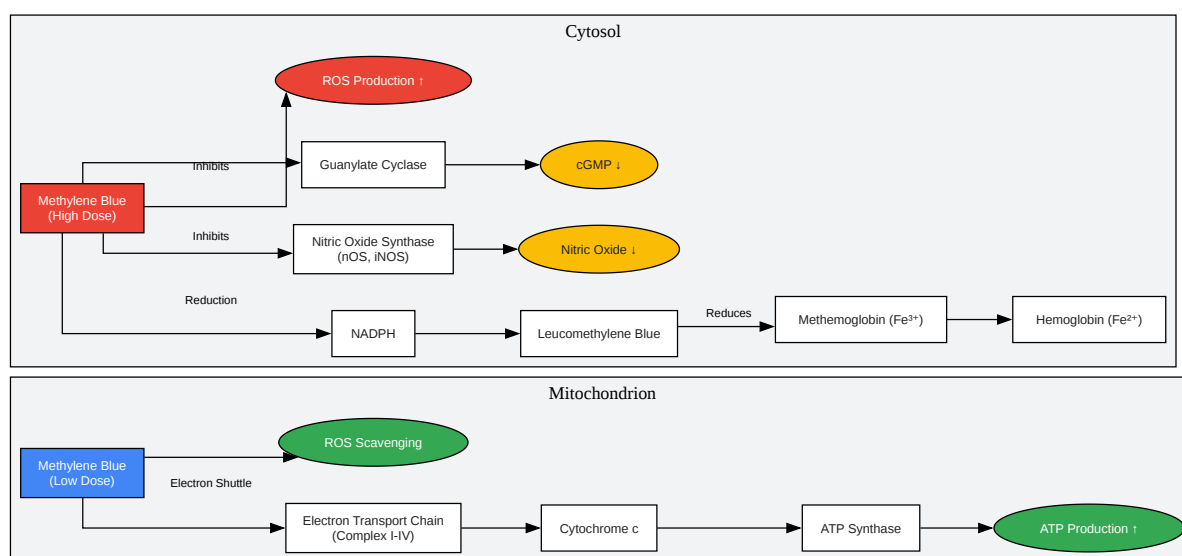 Cytosol
ROS Production ↑
Inhibits
Guanylate Cyclase
cGMP ↓
Methylene Blue
(High Dose)
Inhibits
Nitric Oxide Synthase
(nOS, iNOS)
Nitric Oxide ↓
Reduction
NADPH
Leucomethylene Blue
Reduces
Methemoglobin (Fe³⁺)
Hemoglobin (Fe²⁺)
Mitochondrion
ROS Scavenging
Methylene Blue
(Low Dose)
Electron Shuttle
Electron Transport Chain
(Complex I-IV)
Cytochrome c
ATP Synthase
ATP Production ↑